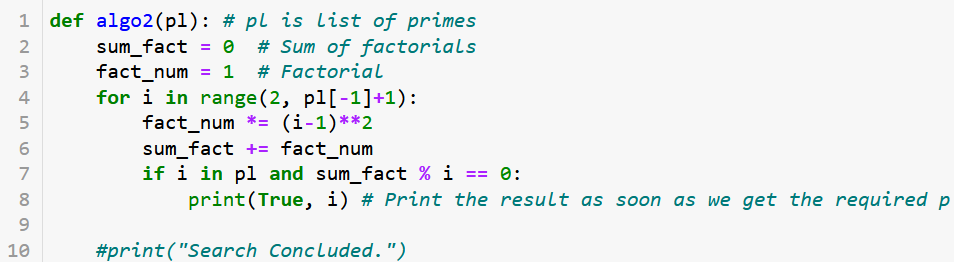 1 def algo2(pl): # pl is list of primes
2     sum_fact = 0  # Sum of factorials
3     fact_num = 1  # Factorial
4     for i in range(2, pl[-1]+1):
5         fact_num *= (i-1)**2
6         sum_fact += fact_num
7         if i in pl and sum_fact % i == 0:
8             print(True, i) # Print the result as soon as we get the required p
9
10     #print("Search Concluded.")